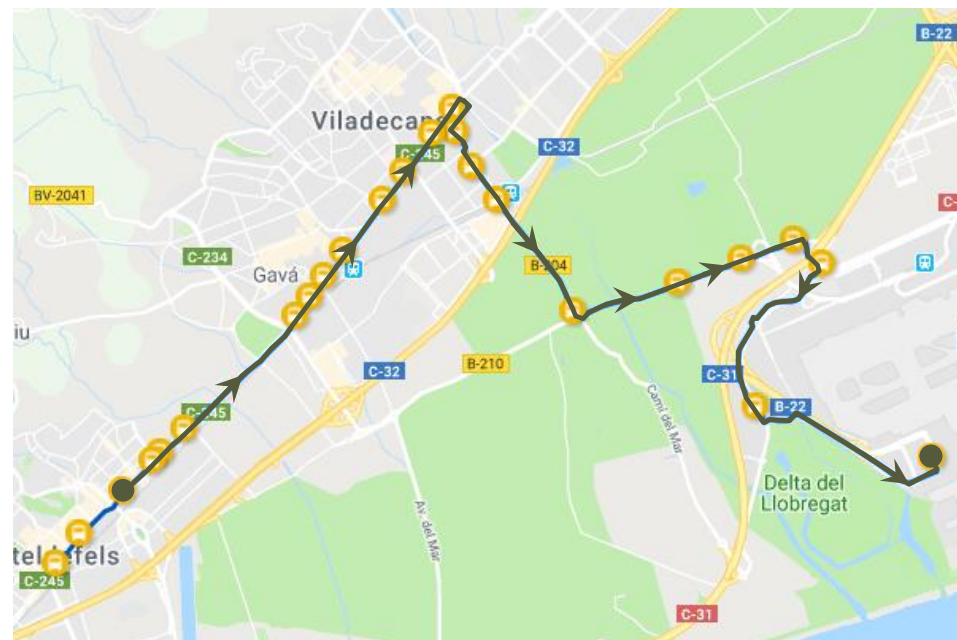 B-22
Viladecans
C-245
C-32
BV-2041
C-234
Gavá
B-204
C-32
B-210
C-31
B-22
C-245
Camí del Mar
Delta del
Llobregat
Av. del Mar
C-245
C-31